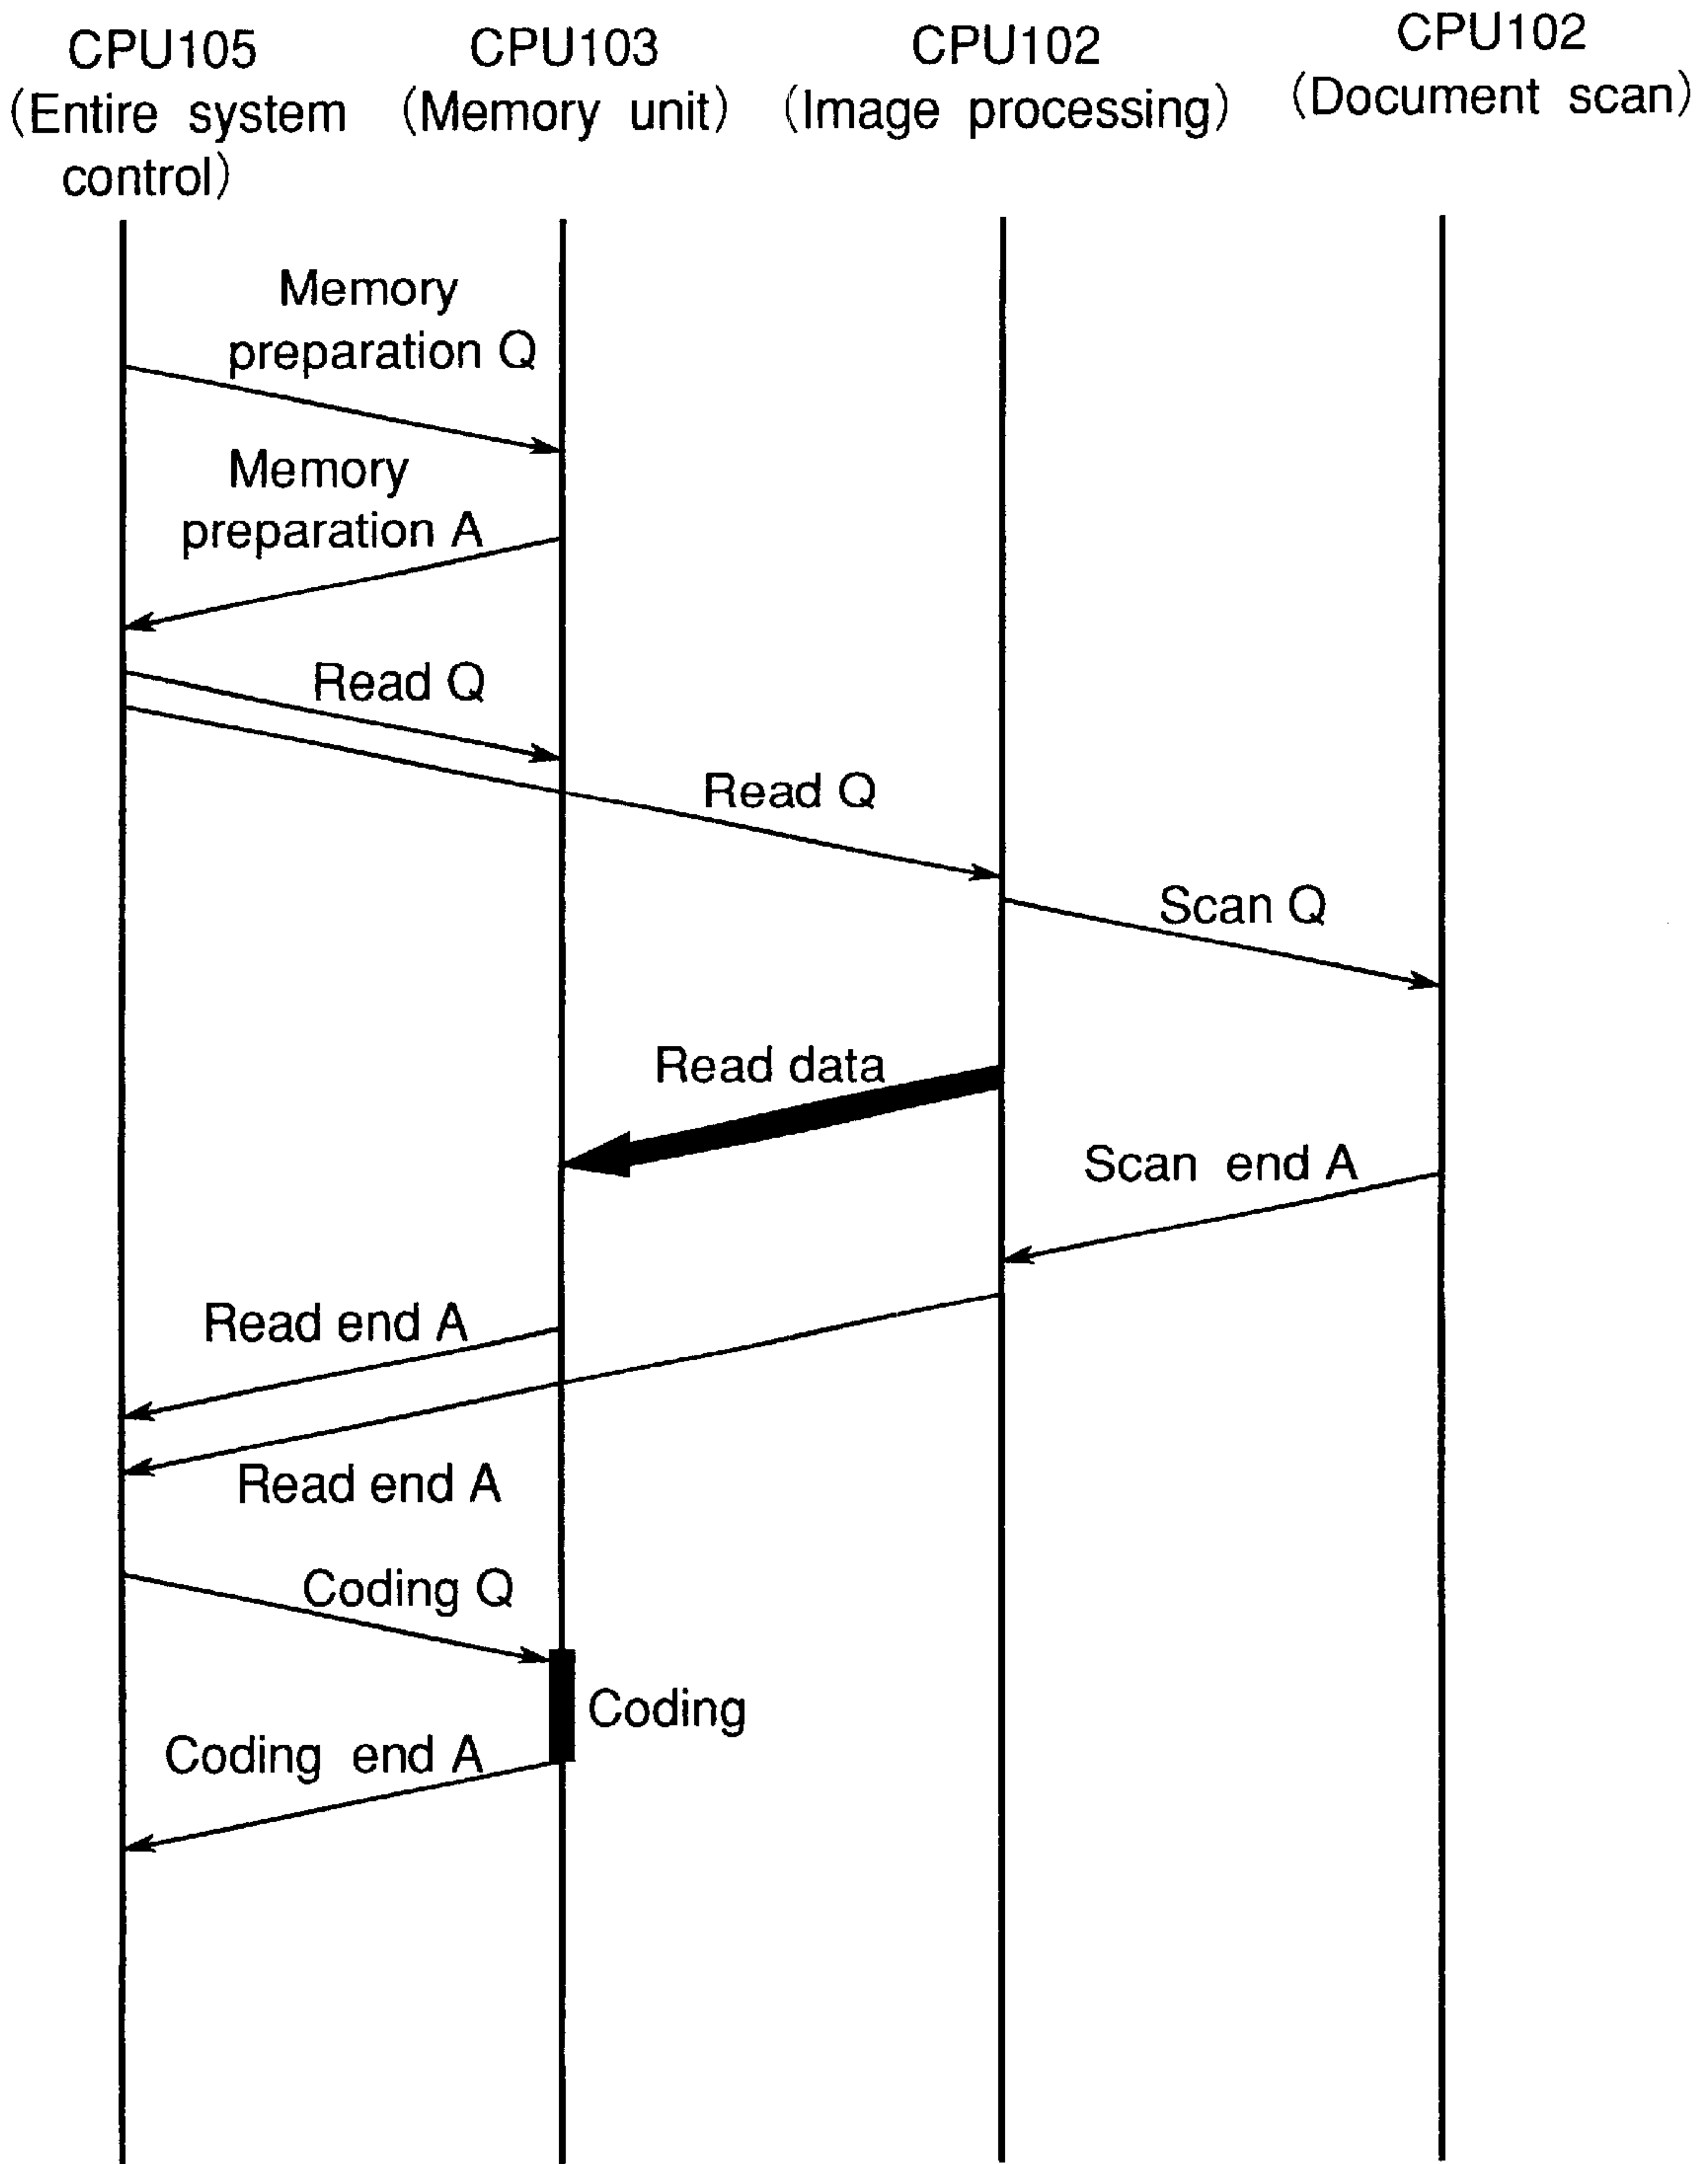 CPU105
(Entire system
control)
CPU103
(Memory unit)
CPU102
(Image processing)
CPU102
(Document scan)
Memory
preparation Q
Memory
preparation A
Read Q
Read Q
Scan Q
Read data
Scan end A
Read end A
Read end A
Coding Q
Coding
Coding end A